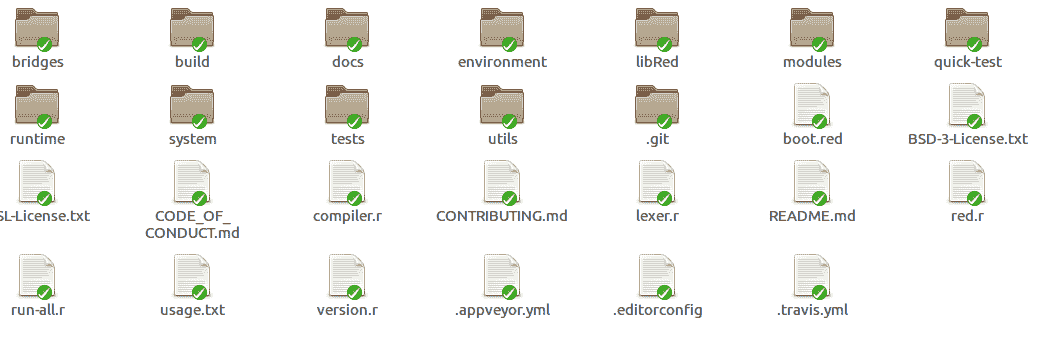 bridges build docs environment libRed modules quick-test
runtime system tests utils .git boot.red BSD-3-License.txt
SL-License.txt CODE_OF_ compiler.r CONTRIBUTING.md lexer.r README.md red.r
CONDUCT.md
run-all.r usage.txt version.r .appveyor.yml .editorconfig .travis.yml